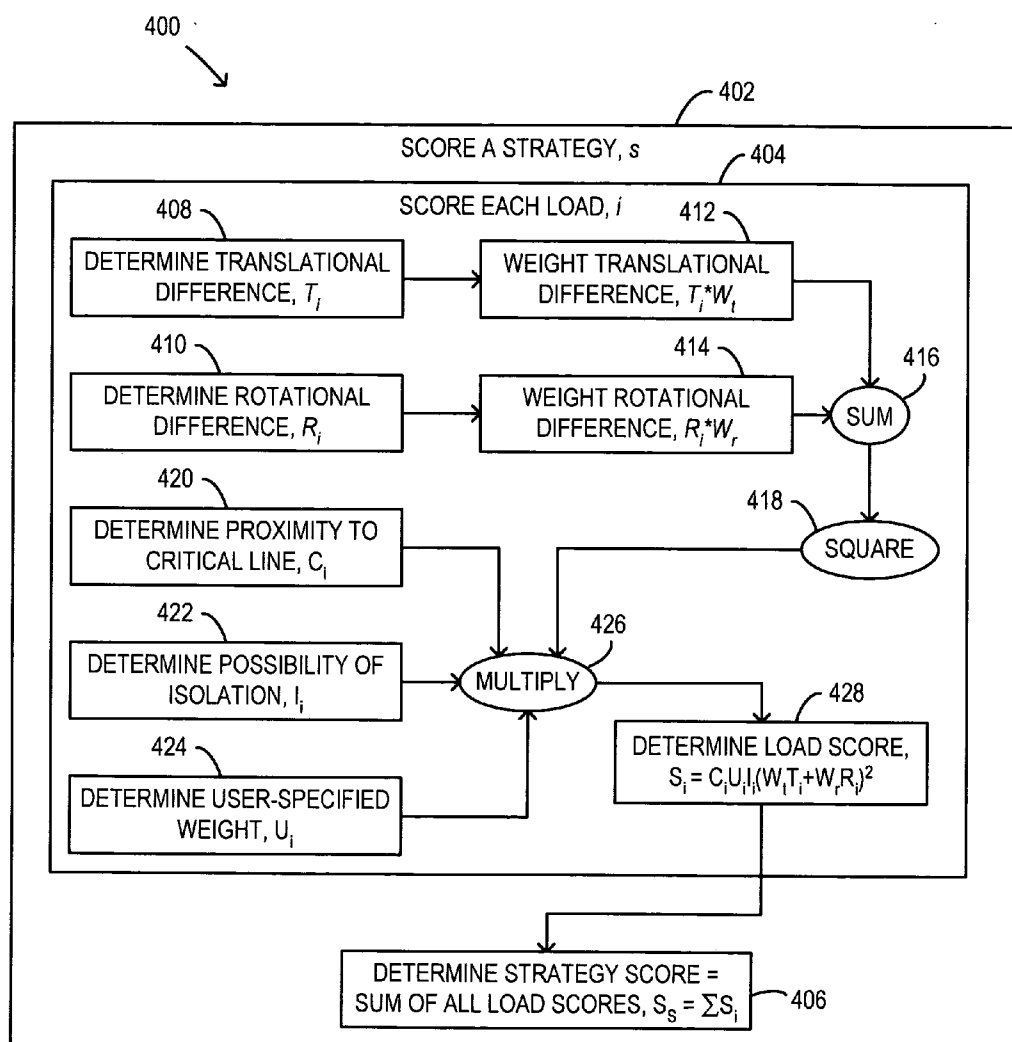 400
402
SCORE A STRATEGY, s
404
SCORE EACH LOAD, i
408
DETERMINE TRANSLATIONAL
DIFFERENCE, Tᵢ
412
WEIGHT TRANSLATIONAL
DIFFERENCE, Tᵢ*Wₜ
410
DETERMINE ROTATIONAL
DIFFERENCE, Rᵢ
414
WEIGHT ROTATIONAL
DIFFERENCE, Rᵢ*Wᵣ
416
SUM
420
DETERMINE PROXIMITY TO
CRITICAL LINE, Cᵢ
418
SQUARE
422
DETERMINE POSSIBILITY OF
ISOLATION, Iᵢ
426
MULTIPLY
424
DETERMINE USER-SPECIFIED
WEIGHT, Uᵢ
428
DETERMINE LOAD SCORE,
Sᵢ = CᵢUᵢIᵢ(WₜTᵢ+WᵣRᵢ)²
DETERMINE STRATEGY SCORE =
SUM OF ALL LOAD SCORES, Sₛ = ∑Sᵢ
406